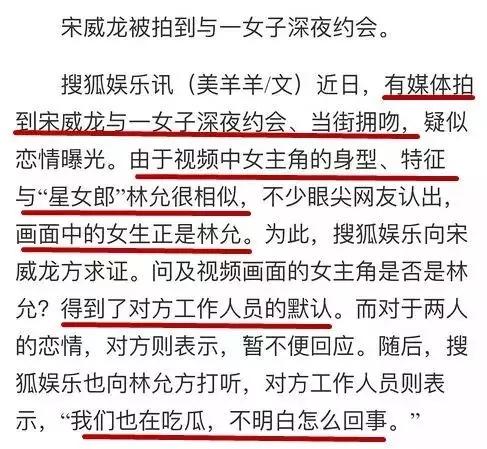 宋威龙被拍到与一女子深夜约会。
搜狐娱乐讯（美羊羊/文）近日，有媒体拍
到宋威龙与一女子深夜约会、当街拥吻，疑似
恋情曝光。由于视频中女主角的身型、特征
与“星女郎”林允很相似，不少眼尖网友认出，
画面中的女生正是林允。为此，搜狐娱乐向宋
威龙方求证。问及视频画面的女主角是否是林
允？得到了对方工作人员的默认。而对于两人
的恋情，对方则表示，暂不便回应。随后，搜
狐娱乐也向林允方打听，对方工作人员则表
示，“我们也在吃瓜，不明白怎么回事。”